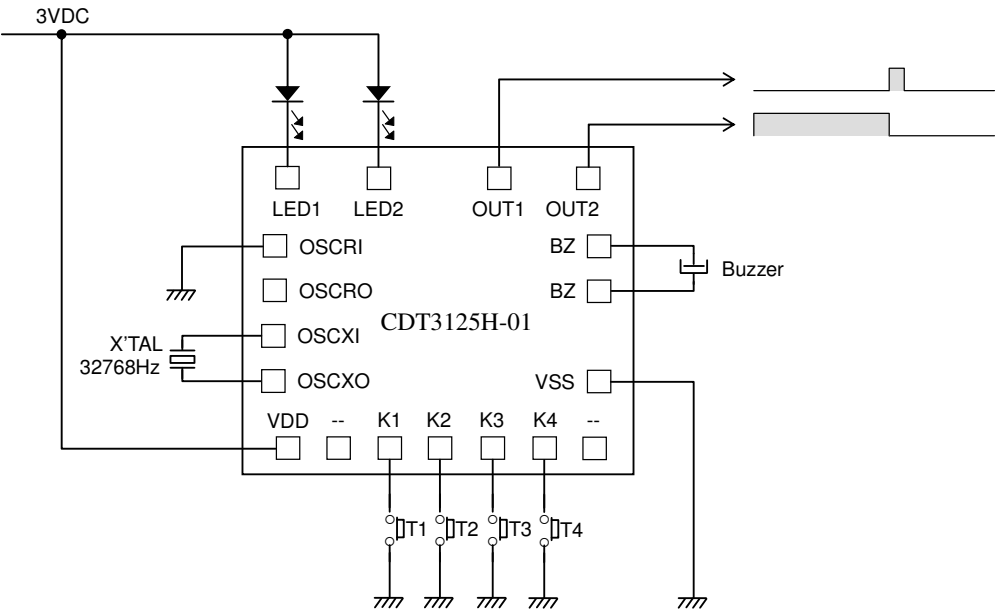 3VDC
LED1 LED2 OUT1 OUT2
OSCRI BZ
Buzzer
OSCRO BZ
CDT3125H-01
X'TAL
32768Hz
OSCXI
OSCXO VSS
VDD -- K1 K2 K3 K4 --
T1 T2 T3 T4